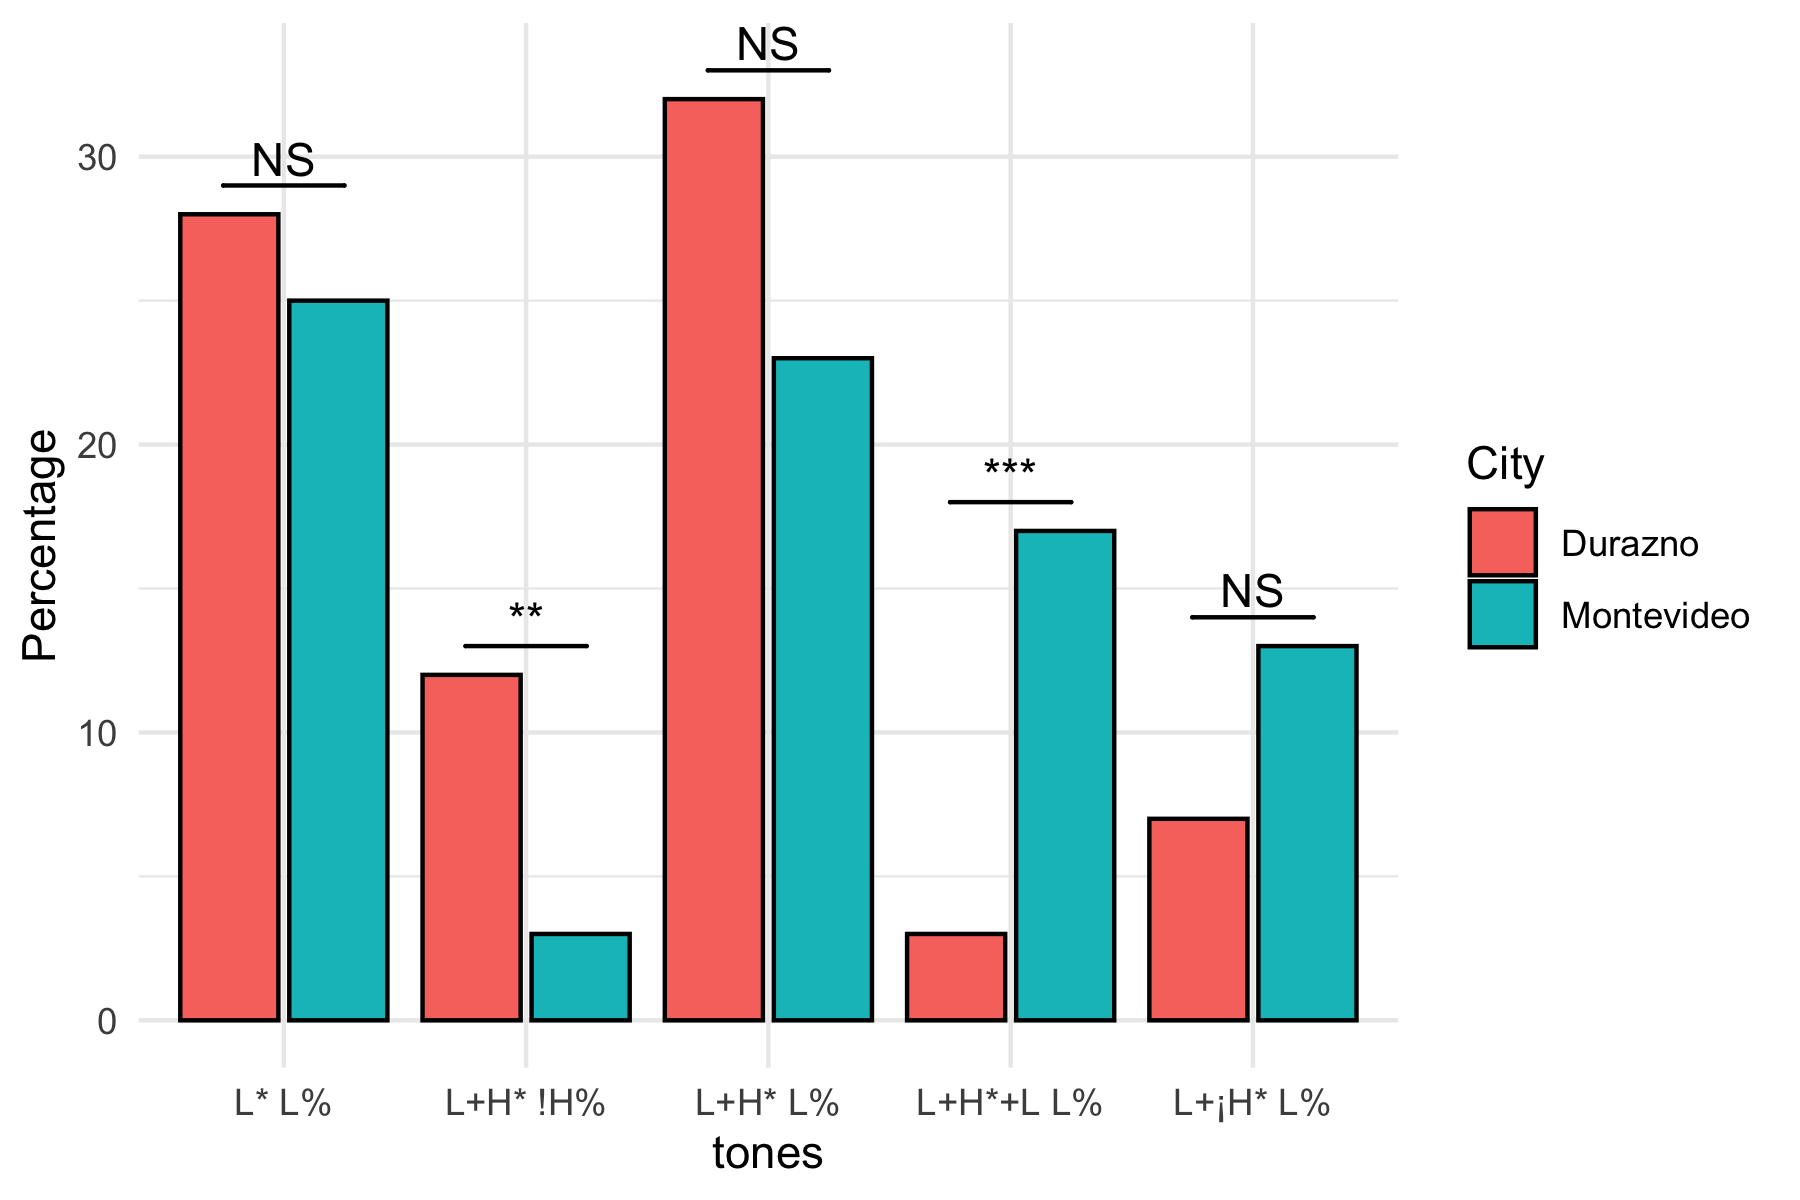 NS
NS
30
20
***
**
NS
10
0
Percentage
L* L%
L+H* !H%
L+H* L%
L+H*+L L%
L+¡H* L%
tones
City
Durazno
Montevideo